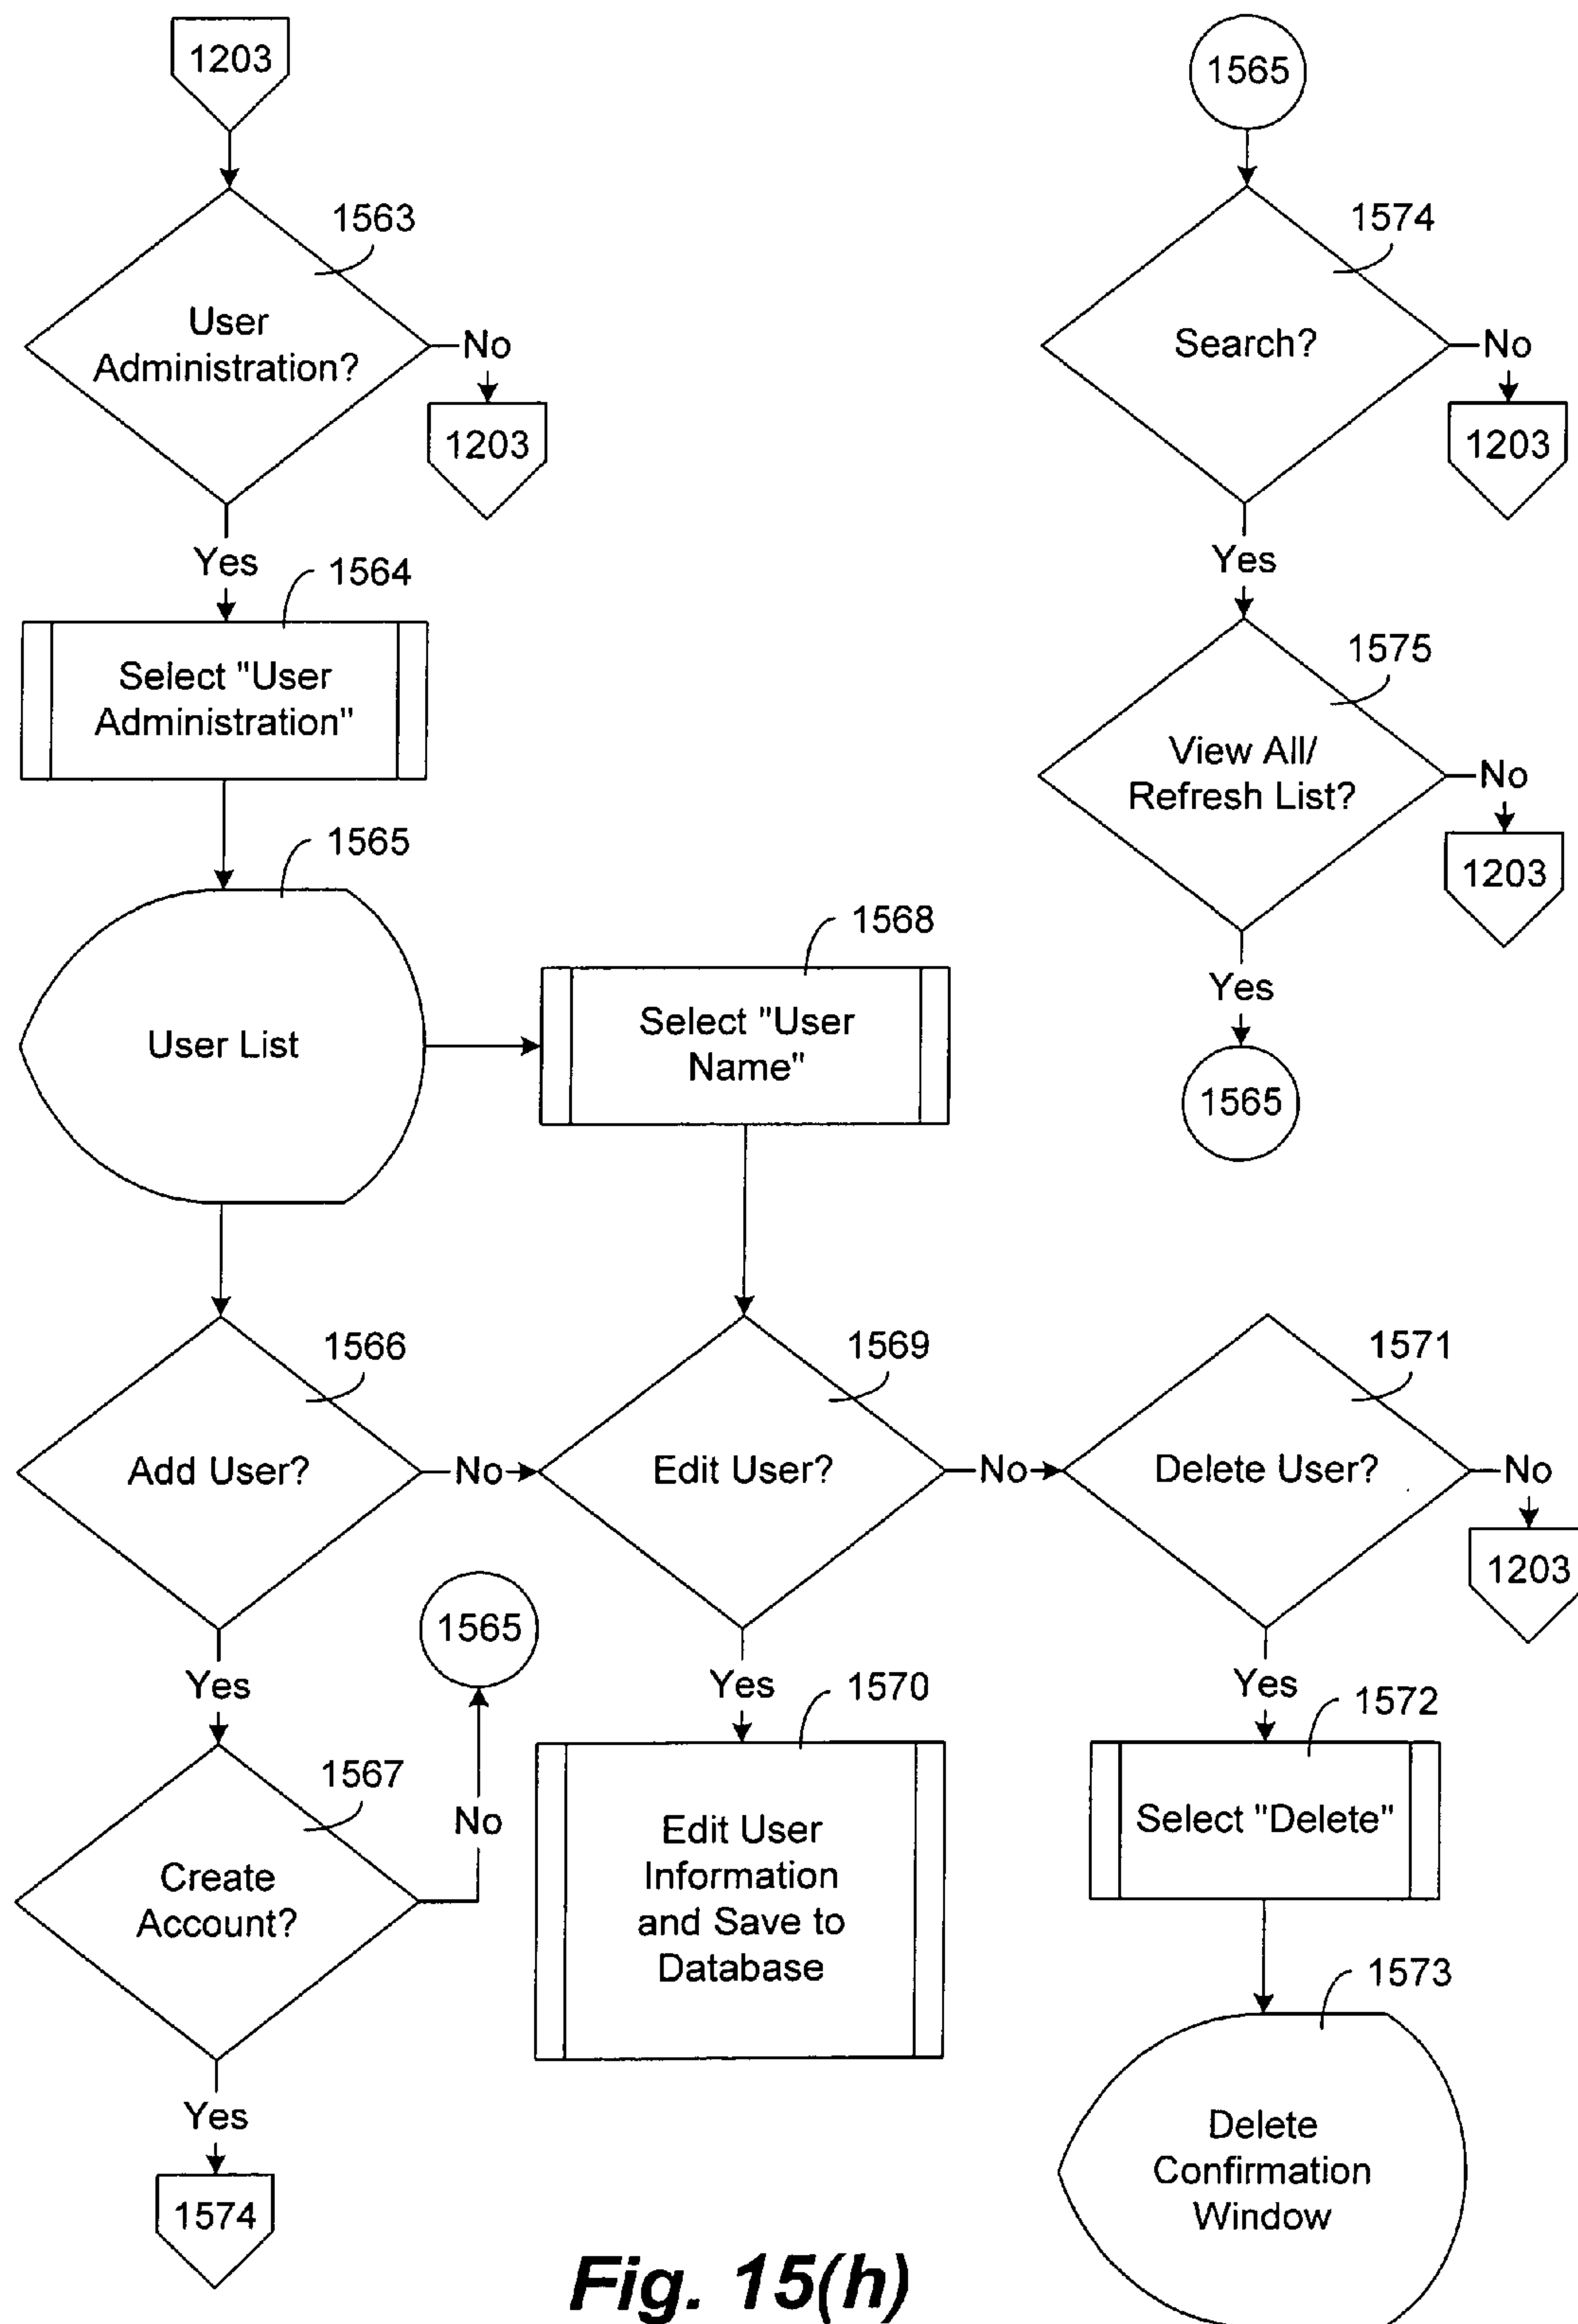 1203
1563
User
Administration?
No
1203
Yes
1564
Select "User
Administration"
1565
User List
1568
Select "User
Name"
1566
Add User?
No
1569
Edit User?
No
1571
Delete User?
No
1203
Yes
1565
No
1567
Create
Account?
Yes
1574
Yes
1570
Edit User
Information
and Save to
Database
Yes
1572
Select "Delete"
1573
Delete
Confirmation
Window
1565
1574
Search?
No
1203
Yes
1575
View All/
Refresh List?
No
1203
Yes
1565
Fig. 15(h)